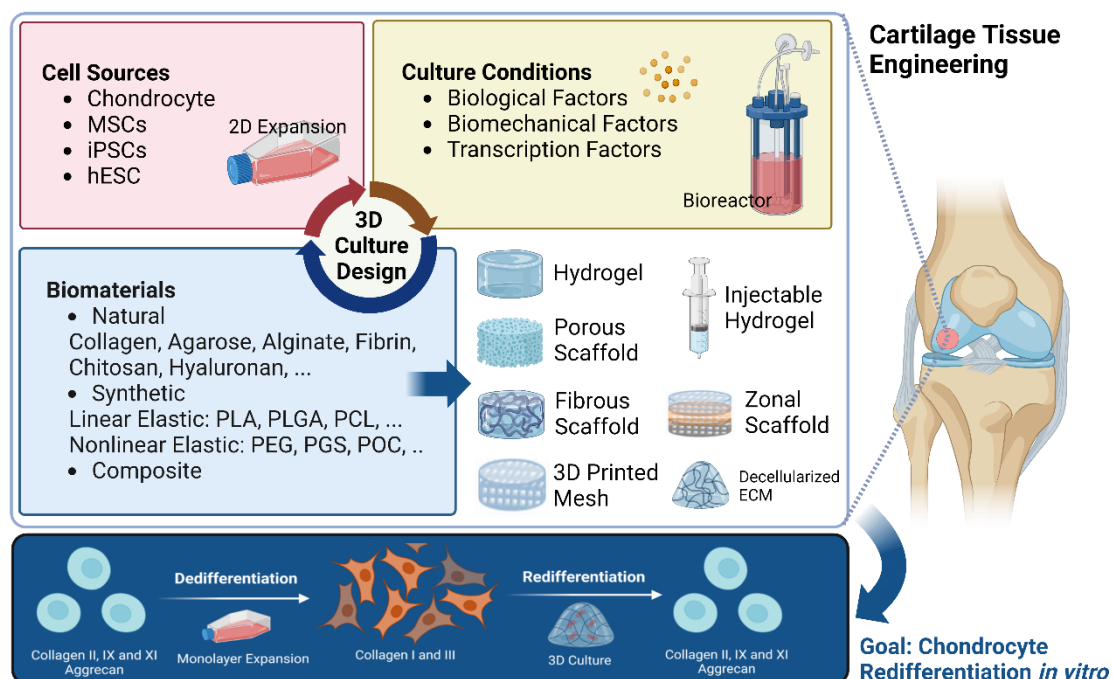 Cartilage Tissue
Engineering
Cell Sources
• Chondrocyte
• MSCs
• iPSCs
• hESC
2D Expansion
Culture Conditions
• Biological Factors
• Biomechanical Factors
• Transcription Factors
Bioreactor
3D
Culture
Design
Biomaterials
• Natural
Collagen, Agarose, Alginate, Fibrin,
Chitosan, Hyaluronan, ...
• Synthetic
Linear Elastic: PLA, PLGA, PCL, ...
Nonlinear Elastic: PEG, PGS, POC, ..
• Composite
Hydrogel
Injectable
Hydrogel
Porous
Scaffold
Fibrous
Scaffold
Zonal
Scaffold
3D Printed
Mesh
Decellularized
ECM
Dedifferentiation
Redifferentiation
Collagen II, IX and XI
Aggrecan
Monolayer Expansion
Collagen I and III
3D Culture
Collagen II, IX and XI
Aggrecan
Goal: Chondrocyte
Redifferentiation in vitro